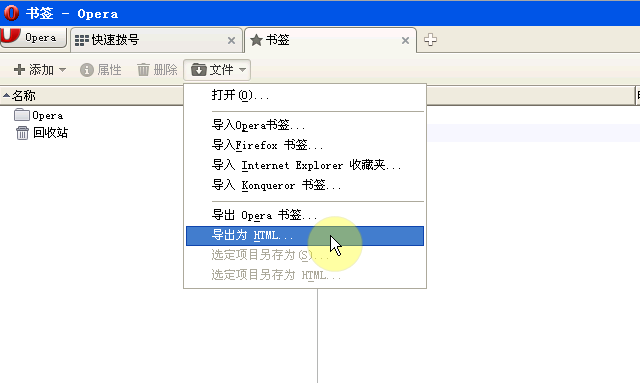 书签 - Opera
Opera 快速拨号 书签
添加 属性 删除 文件
名称
Opera
回收站
打开(O)...
导入Opera书签...
导入Firefox 书签...
导入 Internet Explorer 收藏夹...
导入 Konqueror 书签...
导出 Opera 书签...
导出为 HTML...
选定项目另存为(S)...
选定项目另存为 HTML...